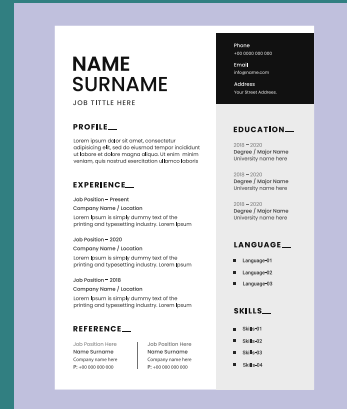 NAME
SURNAME
JOB TITTLE HERE
PROFILE
Lorem ipsum dolor sit amet, consectetur
adipiscing elit, sed do eiusmod tempor incididunt
ut labore et dolore magna aliqua. Ut enim minim
veniam, quis nostrud exercitation ullamco laboris
EXPERIENCE
Job Position - Present
Company Name / Location
Lorem Ipsum is simply dummy text of the
printing and typesetting industry. Lorem Ipsum
Job Position - 2020
Company Name / Location
Lorem Ipsum is simply dummy text of the
printing and typesetting industry. Lorem Ipsum
Job Position - 2018
Company Name / Location
Lorem Ipsum is simply dummy text of the
printing and typesetting industry. Lorem Ipsum
REFERENCE
Job Position Here
Name Surname
Company name here
P: +00 000 000 000
Job Position Here
Name Surname
Company name here
P: +00 000 000 000
Phone
+00 0000 000 000
Email
info@name.com
Address
Your Street Address.
EDUCATION
2018 - 2020
Degree / Major Name
University name here
2018 - 2020
Degree / Major Name
University name here
2018 - 2020
Degree / Major Name
University name here
LANGUAGE
Language-01
Language-02
Language-03
SKILLS
Skills-01
Skills-02
Skills-03
Skills-04